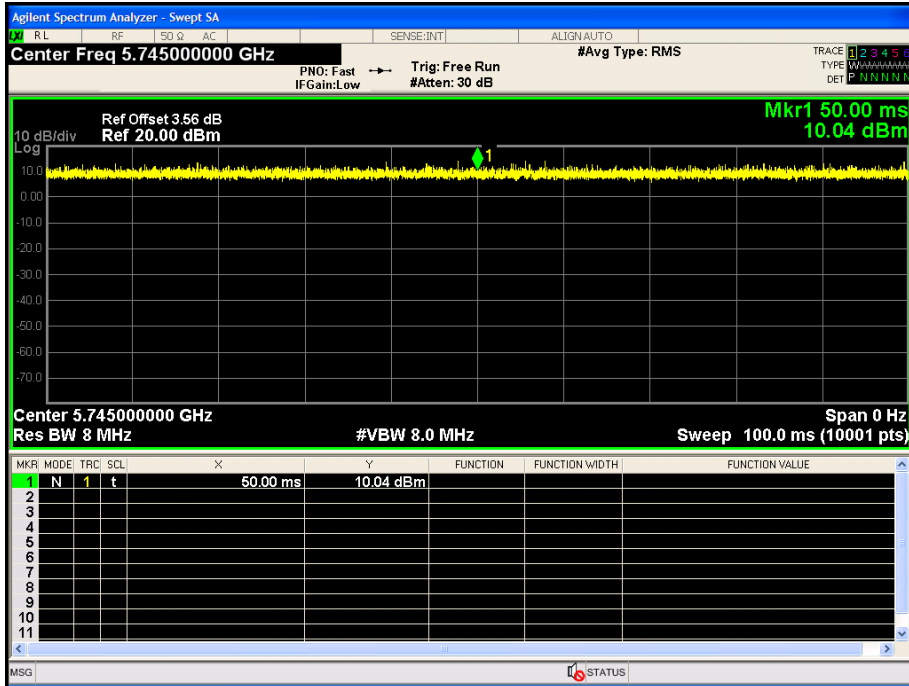 Agilent Spectrum Analyzer - Swept SA
LXI RL RF 50 Ω AC SENSE:INT ALIGN AUTO
Center Freq 5.745000000 GHz #Avg Type: RMS TRACE 1 2 3 4 5 6
PNO: Fast Trig: Free Run TYPE WWWWWW
IFGain:Low #Atten: 30 dB DET P N N N N N
Mkr1 50.00 ms
Ref Offset 3.56 dB
10 dB/div Ref 20.00 dBm 10.04 dBm
Log
1
10.0
0.00
-10.0
-20.0
-30.0
-40.0
-50.0
-60.0
-70.0
Center 5.745000000 GHz Span 0 Hz
Res BW 8 MHz #VBW 8.0 MHz Sweep 100.0 ms (10001 pts)
MKR MODE TRC SCL X Y FUNCTION FUNCTION WIDTH FUNCTION VALUE
1 N 1 t 50.00 ms 10.04 dBm
2
3
4
5
6
7
8
9
10
11
MSG STATUS